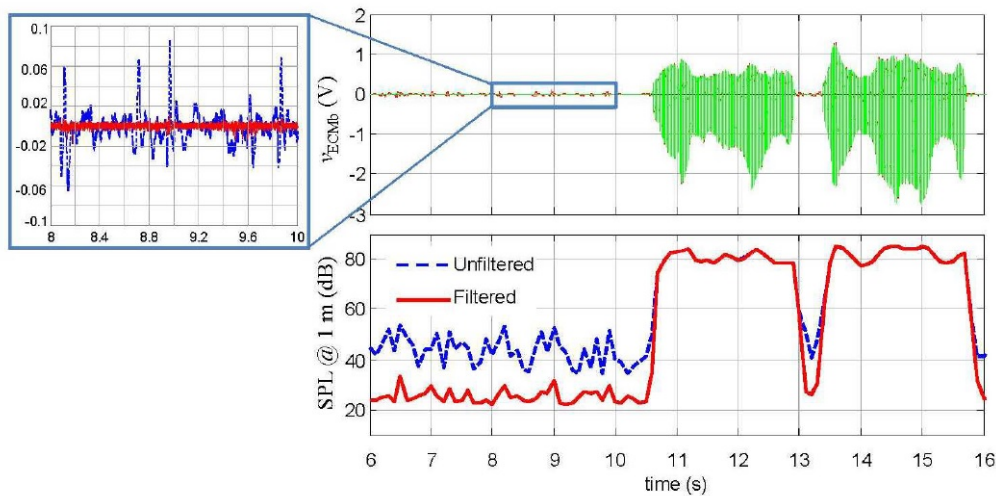 0.1
0.06
0.02
-0.02
-0.06
-0.1
8 8.4 8.8 9.2 9.6 10
2
1
0
-1
-2
-3
vECMb (V)
80
60
40
20
SPL @ 1 m (dB)
Unfiltered
Filtered
6 7 8 9 10 11 12 13 14 15 16
time (s)